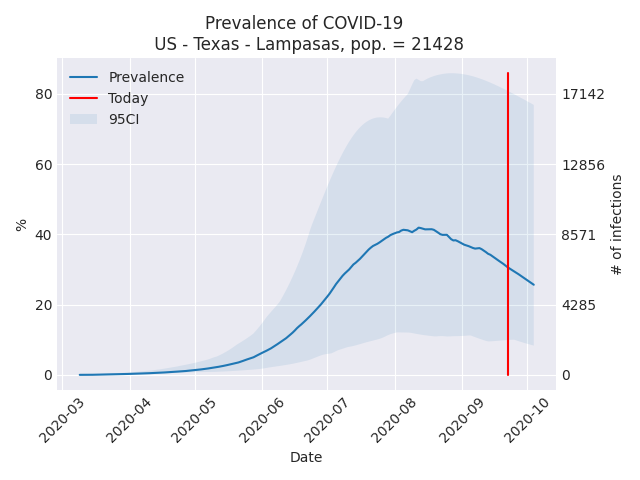 Prevalence of COVID-19
US - Texas - Lampasas, pop. = 21428
Prevalence
Today
95CI
80
60
40
20
0
%
17142
12856
8571
4285
0
# of infections
2020-03
2020-04
2020-05
2020-06
2020-07
2020-08
2020-09
2020-10
Date